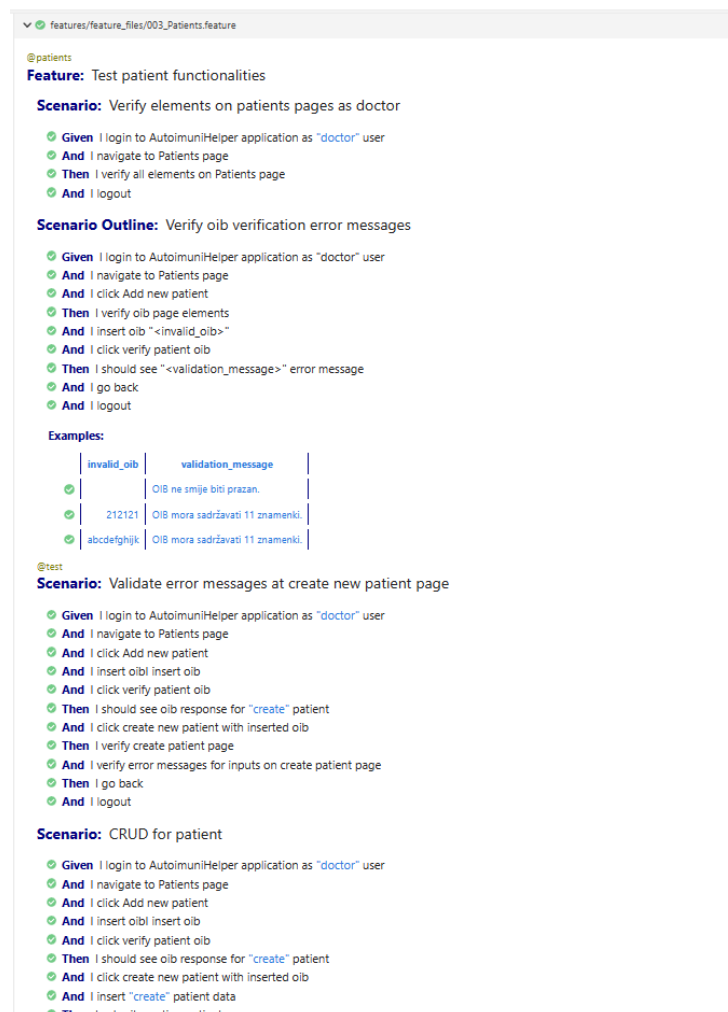 features/feature_files/003_Patients.feature
@patients
Feature: Test patient functionalities
Scenario: Verify elements on patients pages as doctor
Given I login to AutoimuniHelper application as "doctor" user
And I navigate to Patients page
Then I verify all elements on Patients page
And I logout
Scenario Outline: Verify oib verification error messages
Given I login to AutoimuniHelper application as "doctor" user
And I navigate to Patients page
And I click Add new patient
Then I verify oib page elements
And I insert oib "<invalid_oib>"
And I click verify patient oib
Then I should see "<validation_message>" error message
And I go back
And I logout
Examples:
invalid_oib validation_message
OIB ne smije biti prazan.
212121 OIB mora sadržavati 11 znamenki.
abcdefghijk OIB mora sadržavati 11 znamenki.
@test
Scenario: Validate error messages at create new patient page
Given I login to AutoimuniHelper application as "doctor" user
And I navigate to Patients page
And I click Add new patient
And I insert oibI insert oib
And I click verify patient oib
Then I should see oib response for "create" patient
And I click create new patient with inserted oib
Then I verify create patient page
And I verify error messages for inputs on create patient page
Then I go back
And I logout
Scenario: CRUD for patient
Given I login to AutoimuniHelper application as "doctor" user
And I navigate to Patients page
And I click Add new patient
And I insert oibI insert oib
And I click verify patient oib
Then I should see oib response for "create" patient
And I click create new patient with inserted oib
And I insert "create" patient data